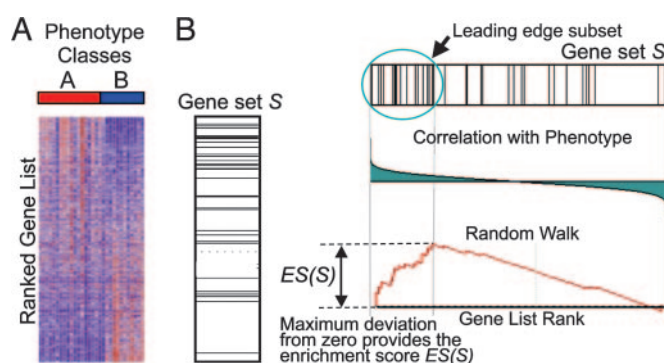 A
Phenotype
Classes
A B
Ranked Gene List
B
Gene set S
Leading edge subset
Gene set S
Correlation with Phenotype
Random Walk
ES(S)
Gene List Rank
Maximum deviation
from zero provides the
enrichment score ES(S)